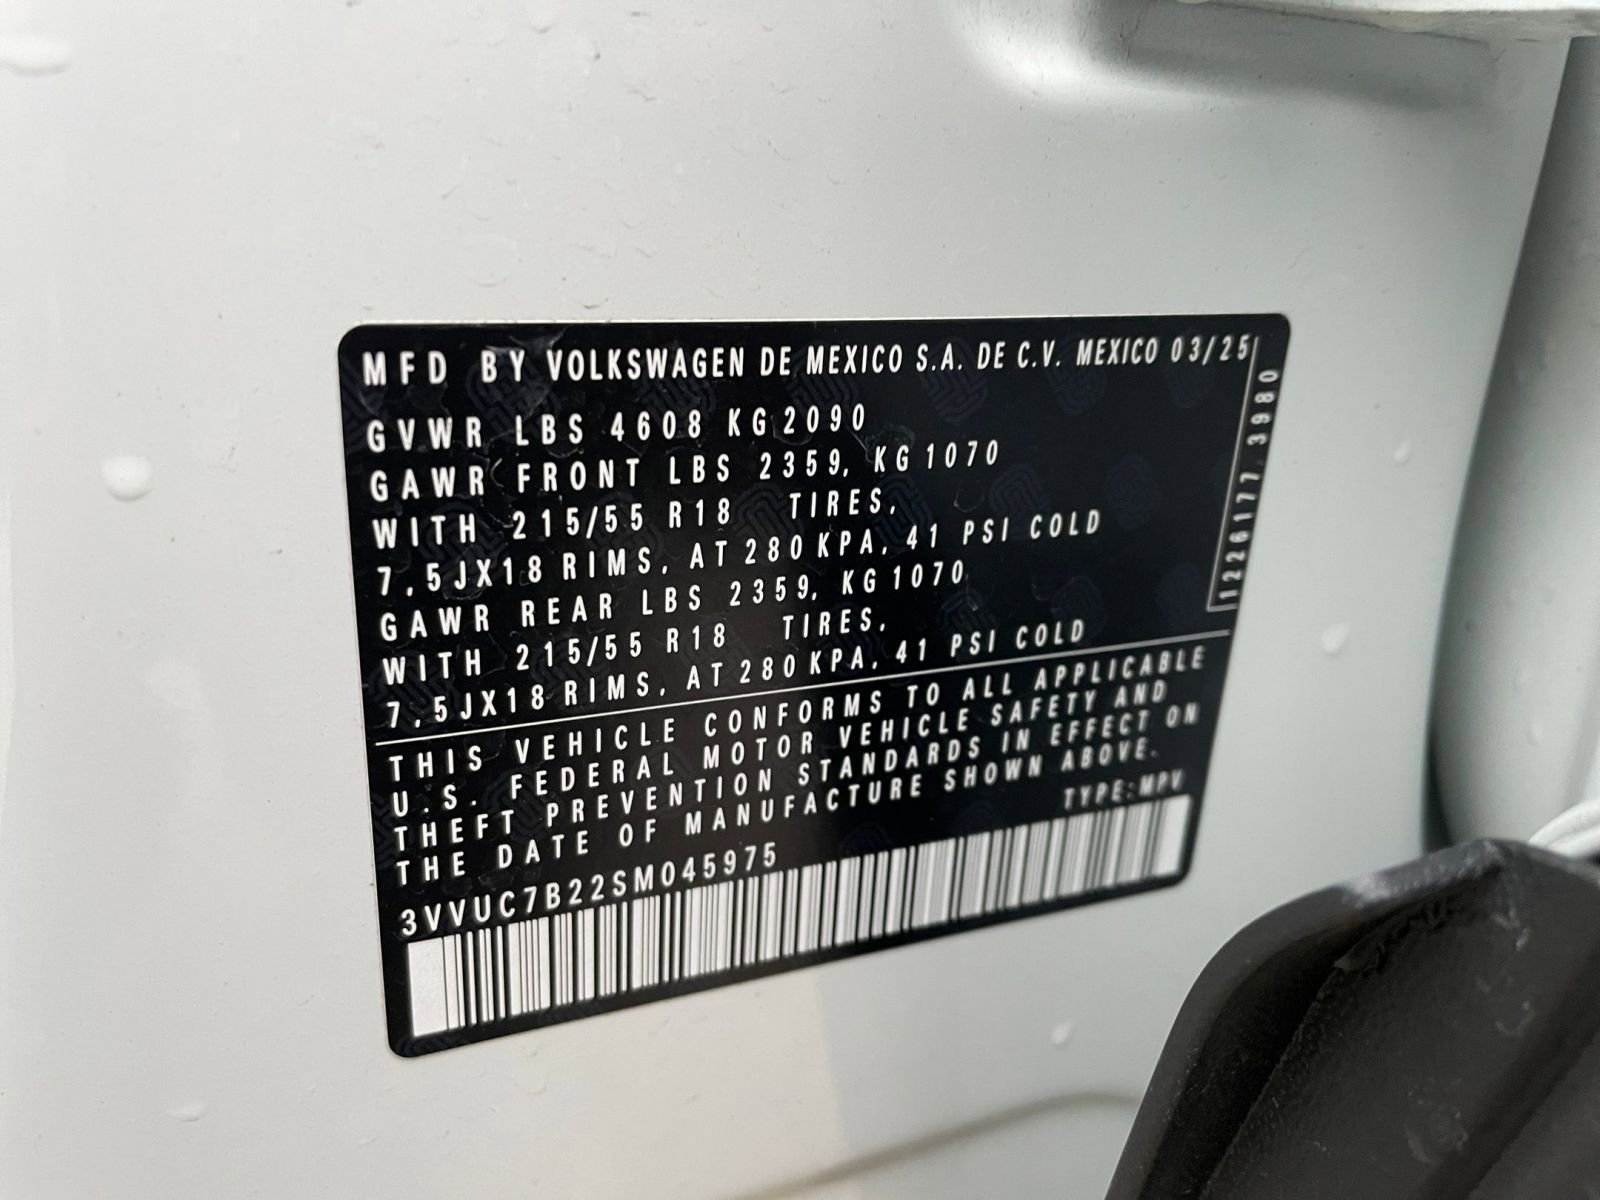 MFD BY VOLKSWAGEN DE MEXICO S.A. DE C.V. MEXICO 03/25
GVWR LBS 4608 KG 2090
GAWR FRONT LBS 2359, KG 1070
WITH 215/55 R18 TIRES,
7,5JX18 RIMS, AT 280 KPA, 41 PSI COLD
GAWR REAR LBS 2359, KG 1070
WITH 215/55 R18 TIRES,
7,5JX18 RIMS, AT 280 KPA, 41 PSI COLD
1226177.3980
THIS VEHICLE CONFORMS TO ALL APPLICABLE
U.S. FEDERAL MOTOR VEHICLE SAFETY AND
THEFT PREVENTION STANDARDS IN EFFECT ON
THE DATE OF MANUFACTURE SHOWN ABOVE.
3VVUC7B22SM045975 TYPE:MPV